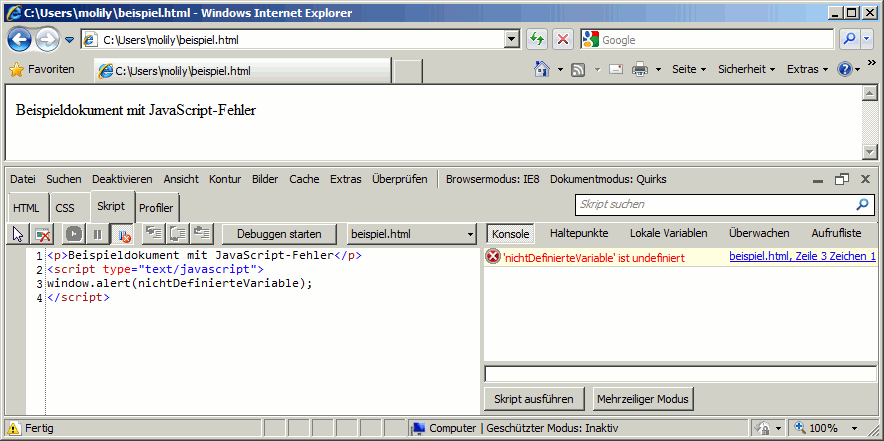 C:\Users\molily\beispiel.html - Windows Internet Explorer
C:\Users\molily\beispiel.html
Google
Favoriten
C:\Users\molily\beispiel.html
Seite
Sicherheit
Extras
Beispieldokument mit JavaScript-Fehler
Datei Suchen Deaktivieren Ansicht Kontur Bilder Cache Extras Überprüfen Browsermodus: IE8 Dokumentmodus: Quirks
HTML CSS Skript Profiler
Skript suchen
Debuggen starten
beispiel.html
Konsole Haltepunkte Lokale Variablen Überwachen Aufrufliste
1 <p>Beispieldokument mit JavaScript-Fehler</p>
2 <script type="text/javascript">
3 window.alert(nichtDefinierteVariable);
4 </script>
'nichtDefinierteVariable' ist undefiniert
beispiel.html, Zeile 3 Zeichen 1
Skript ausführen
Mehrzeiliger Modus
Fertig
Computer | Geschützter Modus: Inaktiv
100%